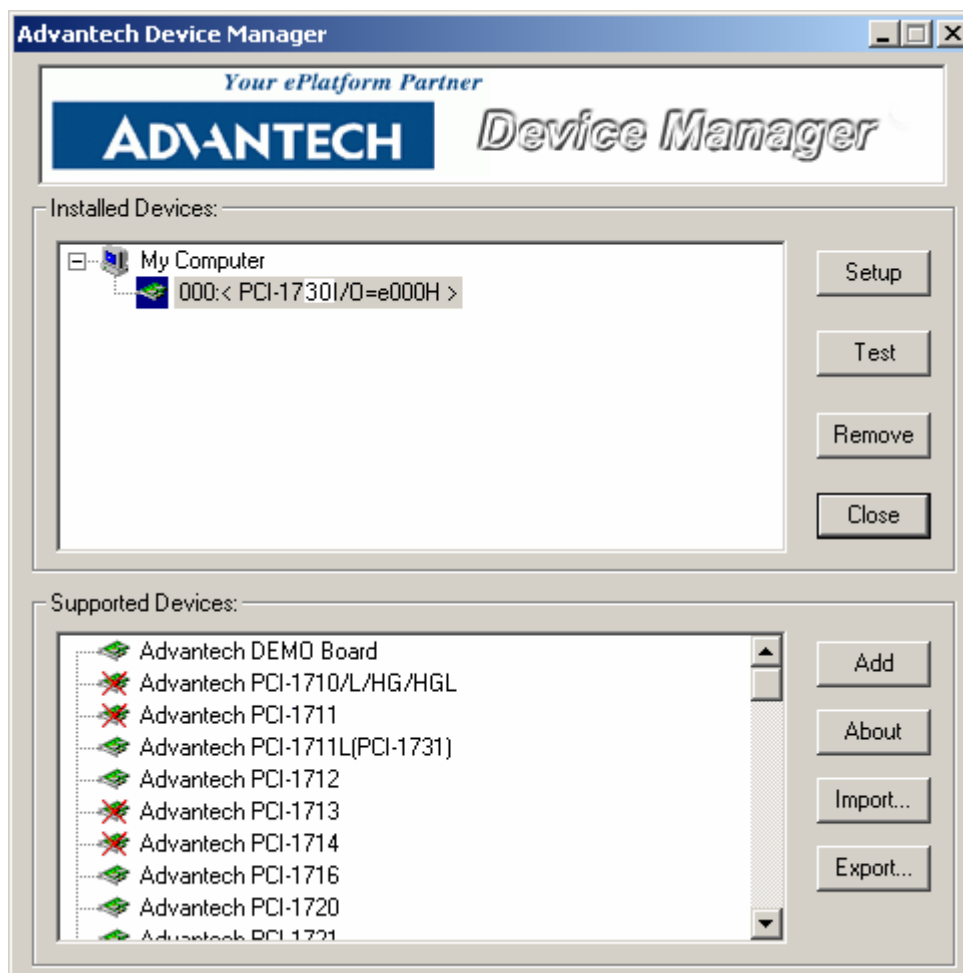 Advantech Device Manager
Your ePlatform Partner
ADVANTECH Device Manager
Installed Devices:
My Computer
000:< PCI-1730I/O=e000H >
Setup
Test
Remove
Close
Supported Devices:
Advantech DEMO Board
Advantech PCI-1710/L/HG/HGL
Advantech PCI-1711
Advantech PCI-1711L(PCI-1731)
Advantech PCI-1712
Advantech PCI-1713
Advantech PCI-1714
Advantech PCI-1716
Advantech PCI-1720
Advantech PCI-1721
Add
About
Import...
Export...